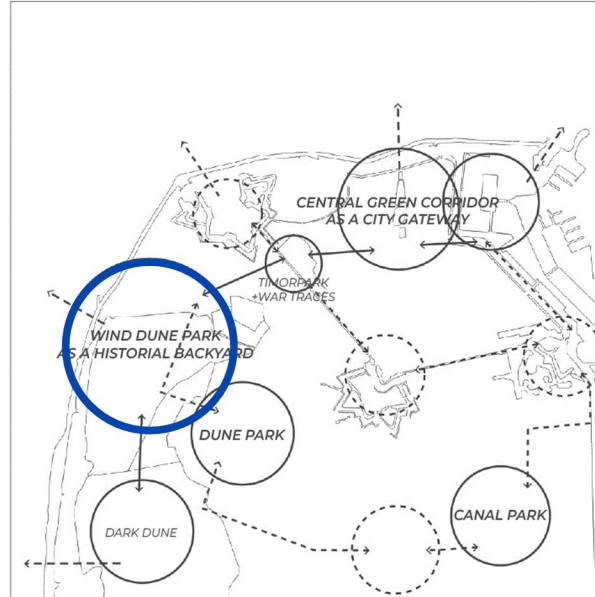 CENTRAL GREEN CORRIDOR
AS A CITY GATEWAY
TIMORPARK
+WAR TRACES
WIND DUNE PARK
AS A HISTORIAL BACKYARD
DUNE PARK
DARK DUNE
CANAL PARK